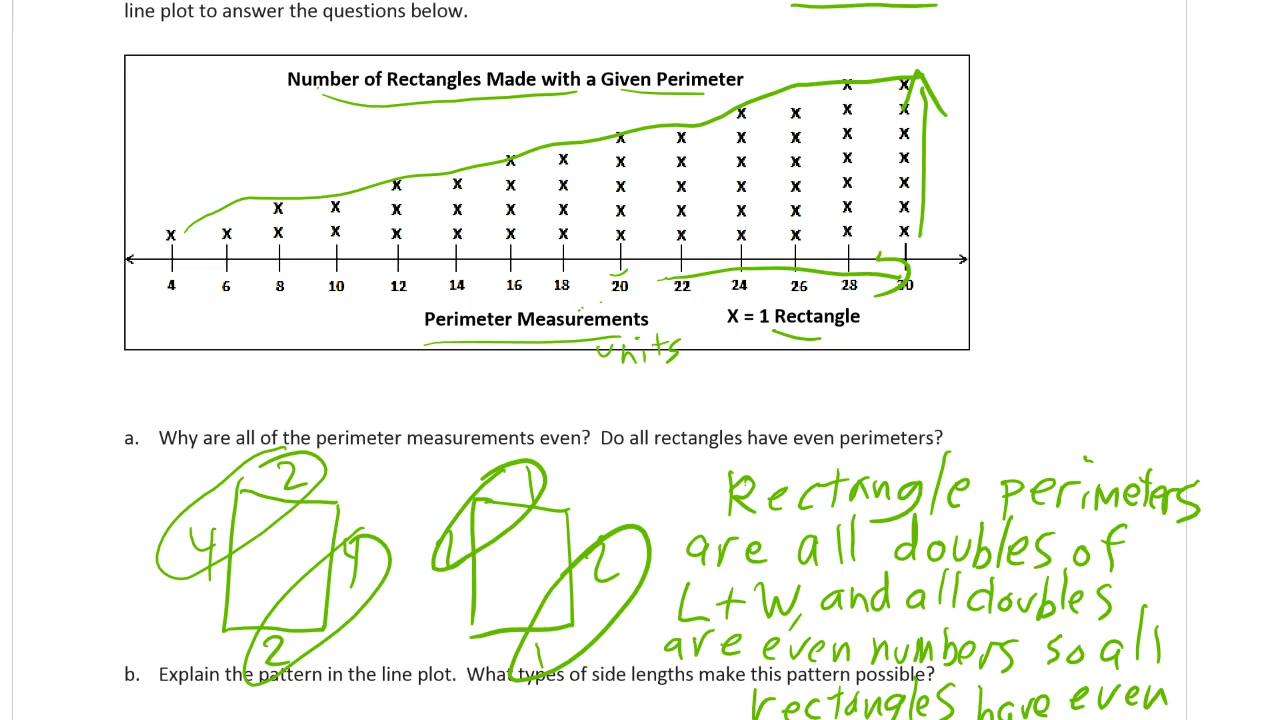 line plot to answer the questions below.
Number of Rectangles Made with a Given Perimeter
X
X X
X X X X
X X X X
X X X X X X
X X X X X X X X
X X X X X X X X X X
X X X X X X X X X X X X
X X X X X X X X X X X X X X
4 6 8 10 12 14 16 18 20 22 24 26 28 30
Perimeter Measurements X = 1 Rectangle
units
a. Why are all of the perimeter measurements even? Do all rectangles have even perimeters?
2 1
4 4 2
2 1
Rectangle perimeters
are all doubles of
L+W, and all doubles
are even numbers so all
b. Explain the pattern in the line plot. What types of side lengths make this pattern possible?
rectangles have even